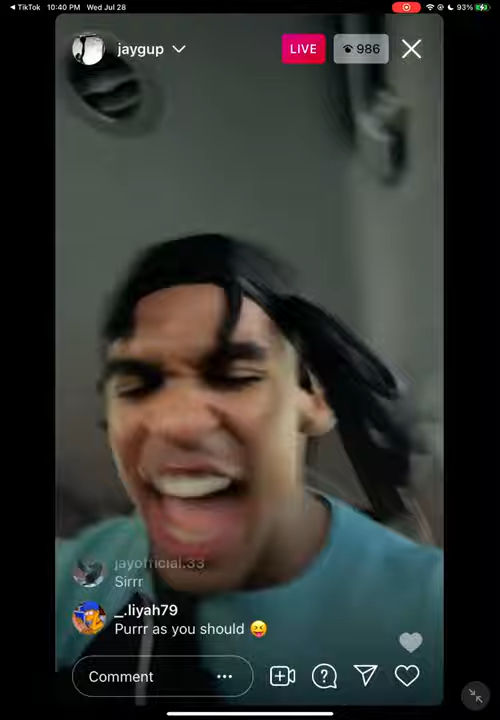 TikTok 10:40 PM Wed Jul 28 93%
jaygup LIVE 986
jayofficial.33
Sirrr
_.liyah79
Purrr as you should 😝
Comment